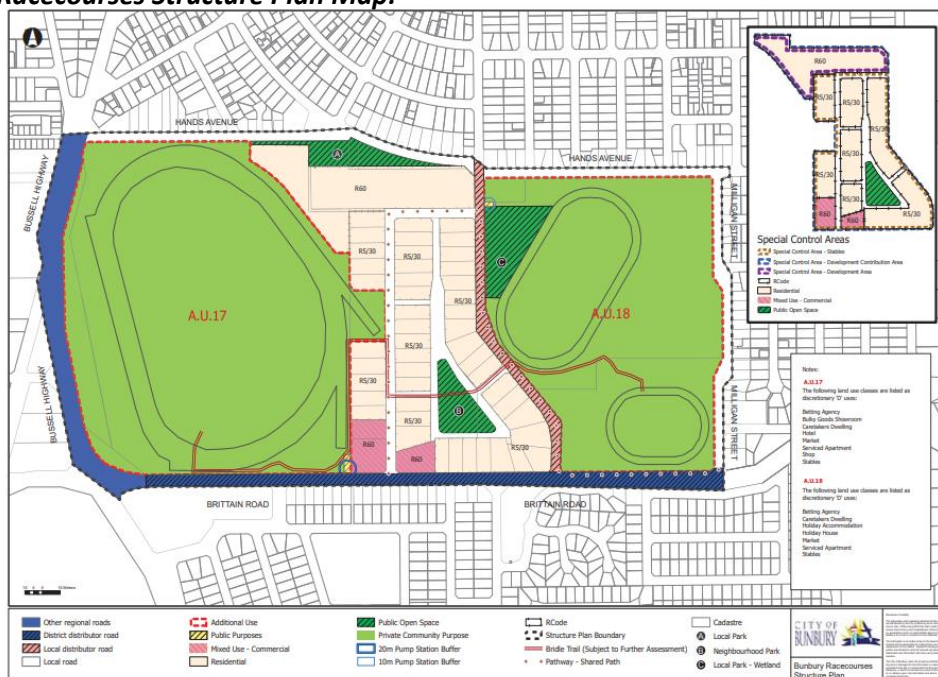 Racecourses Structure Plan Map:
HANDS AVENUE
HANDS AVENUE
BUSSELL HIGHWAY
BUSSELL HIGHWAY
MILLIGAN STREET
MILLIGAN STREET
BRITTAIN ROAD
BRITTAIN ROAD
A
R60
R5/30
R5/30
R5/30
R5/30
R5/30
R5/30
R5/30
R60
R60
A.U.17
A.U.18
B
C
R60
R5/30
R5/30
R5/30
R5/30
R5/30
R5/30
R5/30
R60
R60
Special Control Areas
Special Control Area - Stables
Special Control Area - Development Contribution Area
Special Control Area - Development Area
RCode
Residential
Mixed Use - Commercial
Public Open Space
Notes:
A.U.17
The following land use classes are listed as
discretionary 'D' uses:
Betting Agency
Bulky Goods Showroom
Caretakers Dwelling
Hotel
Market
Serviced Apartment
Shop
Stables
A.U.18
The following land use classes are listed as
discretionary 'D' uses:
Betting Agency
Caretakers Dwelling
Holiday Accommodation
Holiday House
Market
Serviced Apartment
Stables
Other regional roads
District distributor road
Local distributor road
Local road
Additional Use
Public Purposes
Mixed Use - Commercial
Residential
Public Open Space
Private Community Purpose
20m Pump Station Buffer
10m Pump Station Buffer
RCode
Structure Plan Boundary
Bridle Trail (Subject to Further Assessment)
Pathway - Shared Path
Cadastre
A Local Park
B Neighbourhood Park
C Local Park - Wetland
CITY OF
BUNBURY
Bunbury Racecourses
Structure Plan